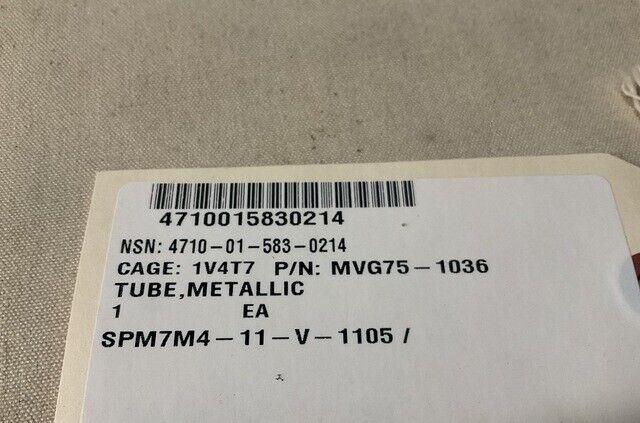 4710015830214
NSN: 4710-01-583-0214
CAGE: 1V4T7 P/N: MVG75-1036
TUBE,METALLIC
1 EA
SPM7M4-11-V-1105 /